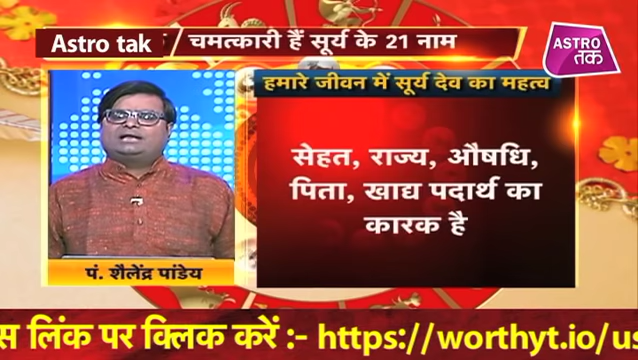 Astro tak / चमत्कारी हैं सूर्य के 21 नाम
ASTRO
तक
हमारे जीवन में सूर्य देव का महत्व
सेहत, राज्य, औषधि,
पिता, खाद्य पदार्थ का
कारक है
पं. शैलेंद्र पांडेय
स लिंक पर क्लिक करें :- https://worthyt.io/us